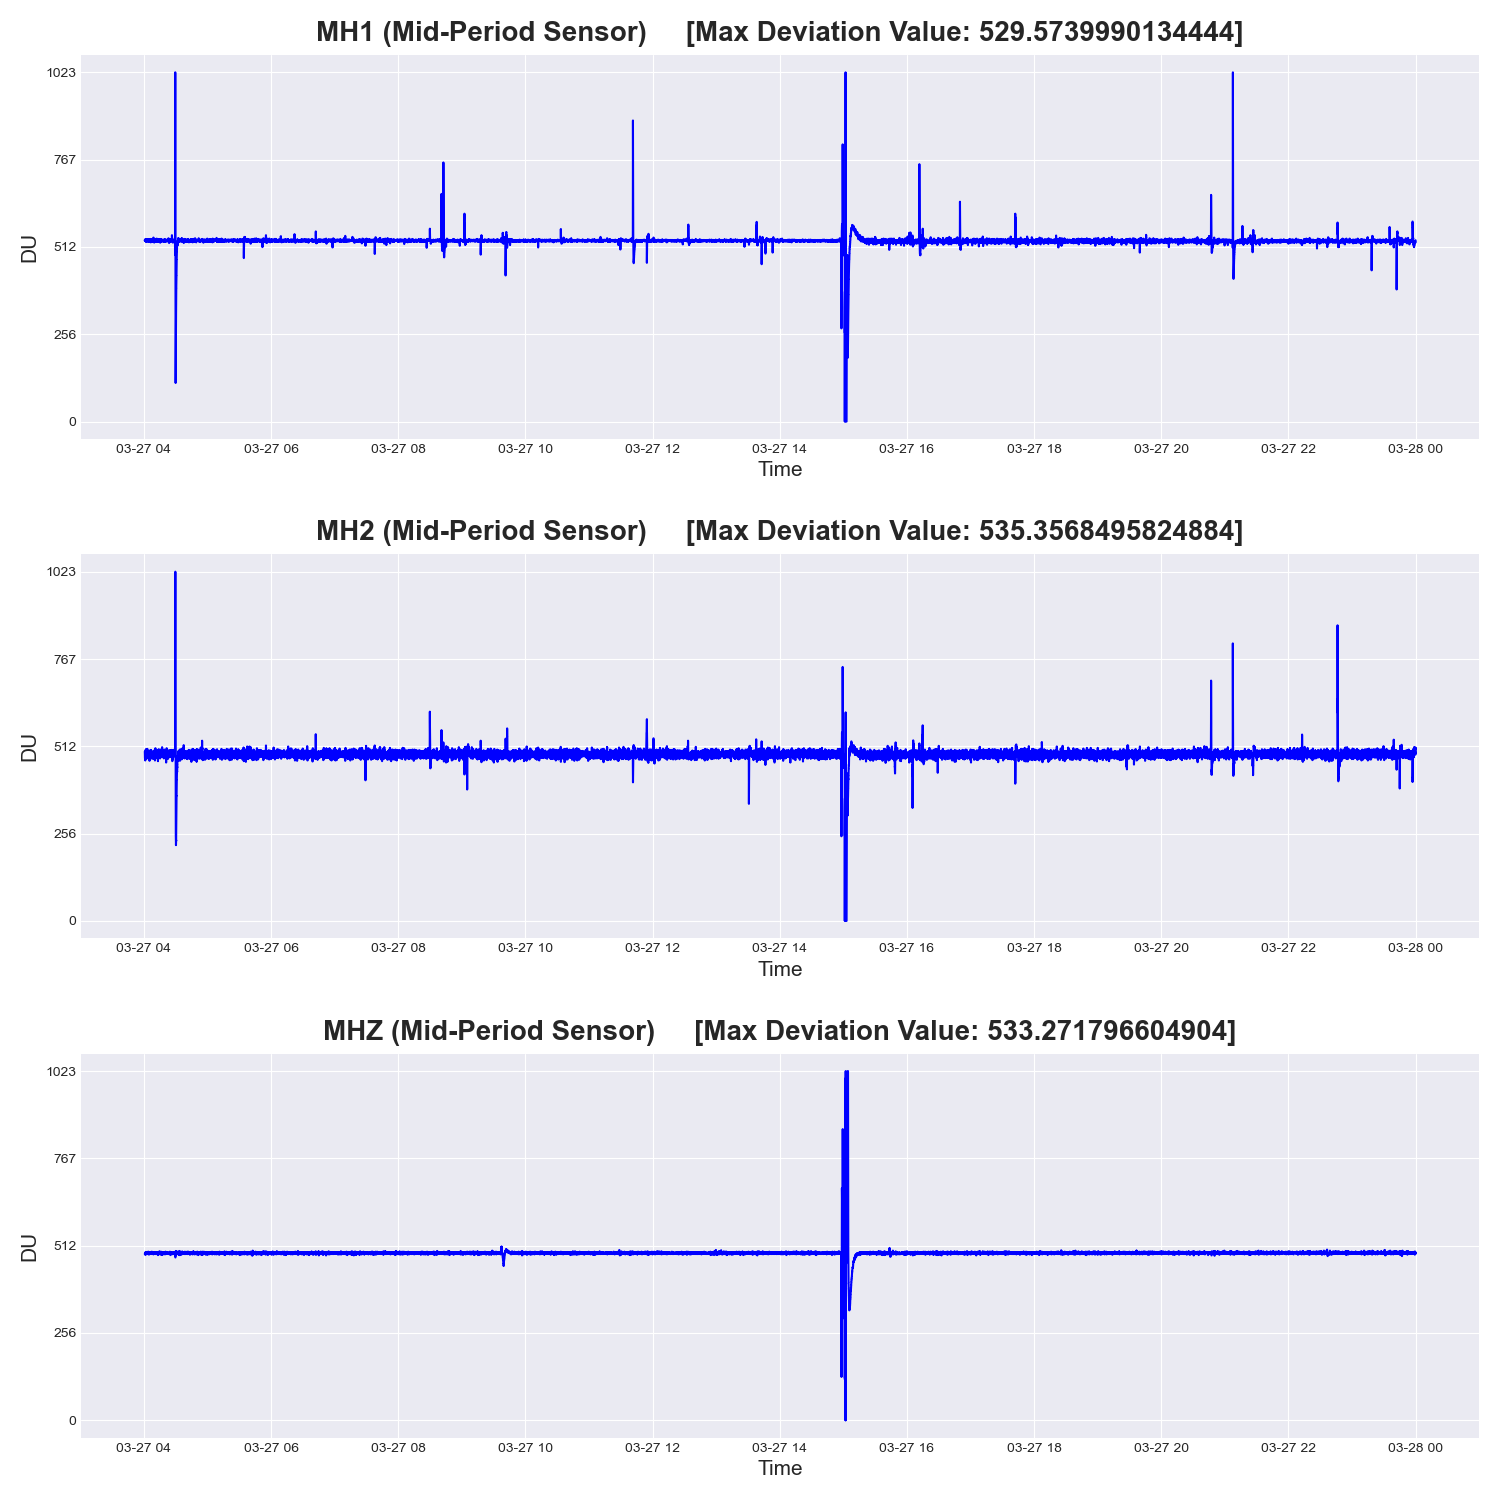 MH1 (Mid-Period Sensor) [Max Deviation Value: 529.5739990134444]
1023
767
512
256
0
DU
03-27 04 03-27 06 03-27 08 03-27 10 03-27 12 03-27 14 03-27 16 03-27 18 03-27 20 03-27 22 03-28 00
Time
MH2 (Mid-Period Sensor) [Max Deviation Value: 535.3568495824884]
1023
767
512
256
0
DU
03-27 04 03-27 06 03-27 08 03-27 10 03-27 12 03-27 14 03-27 16 03-27 18 03-27 20 03-27 22 03-28 00
Time
MHZ (Mid-Period Sensor) [Max Deviation Value: 533.271796604904]
1023
767
512
256
0
DU
03-27 04 03-27 06 03-27 08 03-27 10 03-27 12 03-27 14 03-27 16 03-27 18 03-27 20 03-27 22 03-28 00
Time